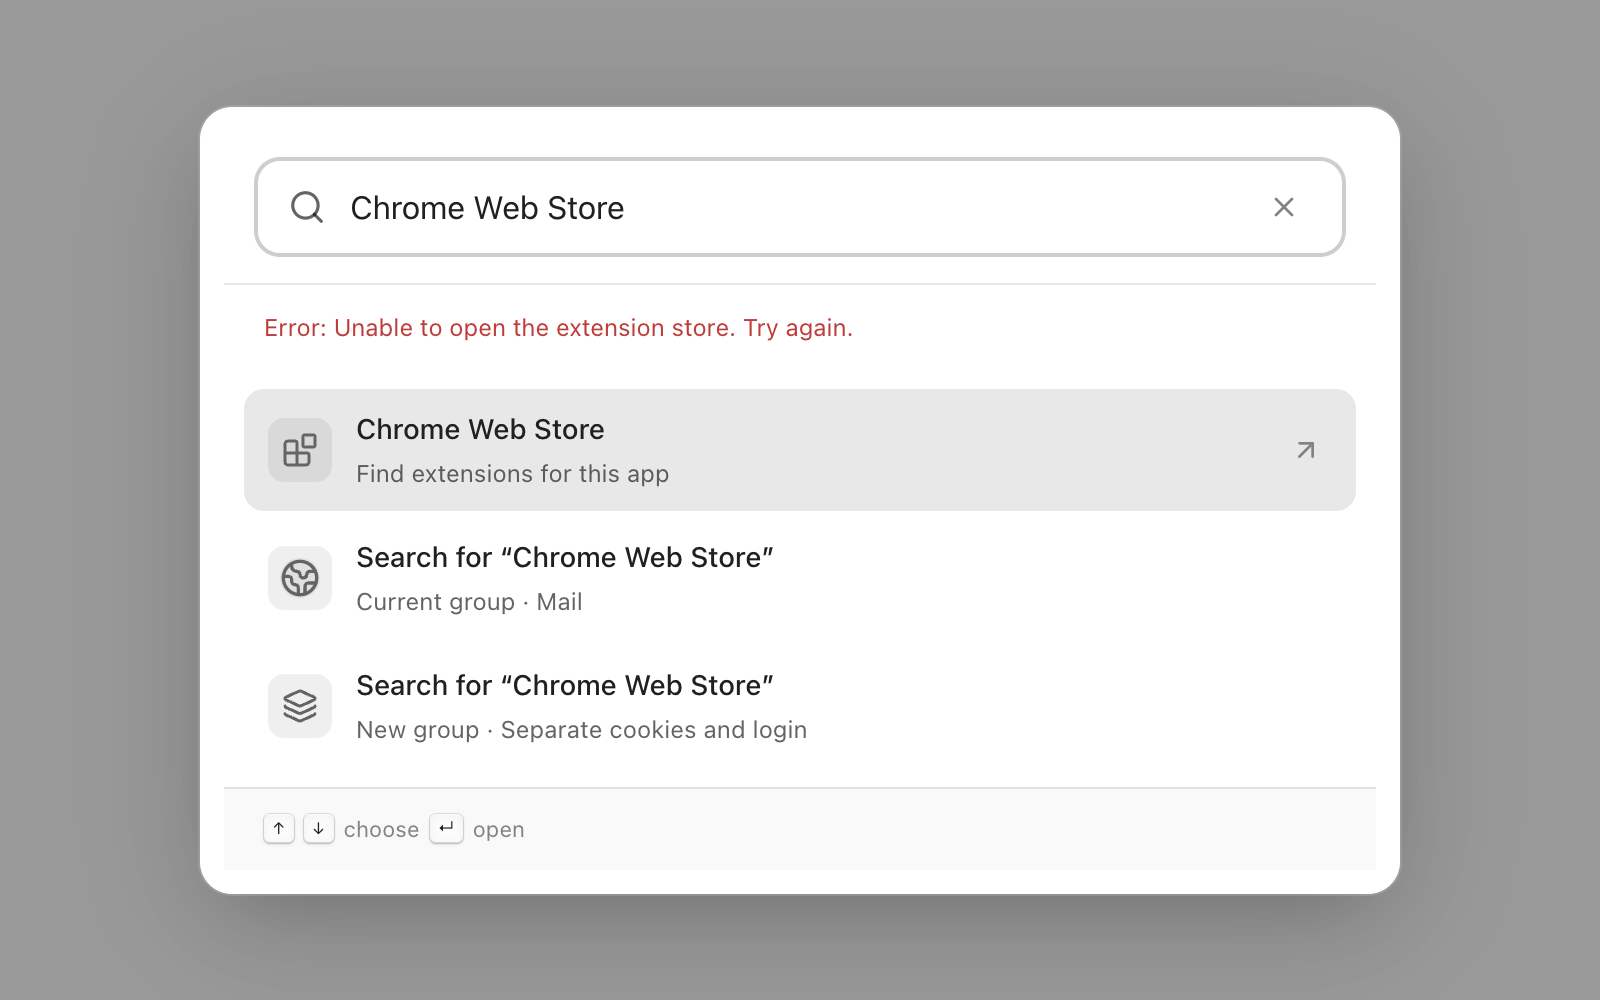 Chrome Web Store
Error: Unable to open the extension store. Try again.
Chrome Web Store
Find extensions for this app
Search for “Chrome Web Store”
Current group · Mail
Search for “Chrome Web Store”
New group · Separate cookies and login
↑ ↓ choose ↵ open